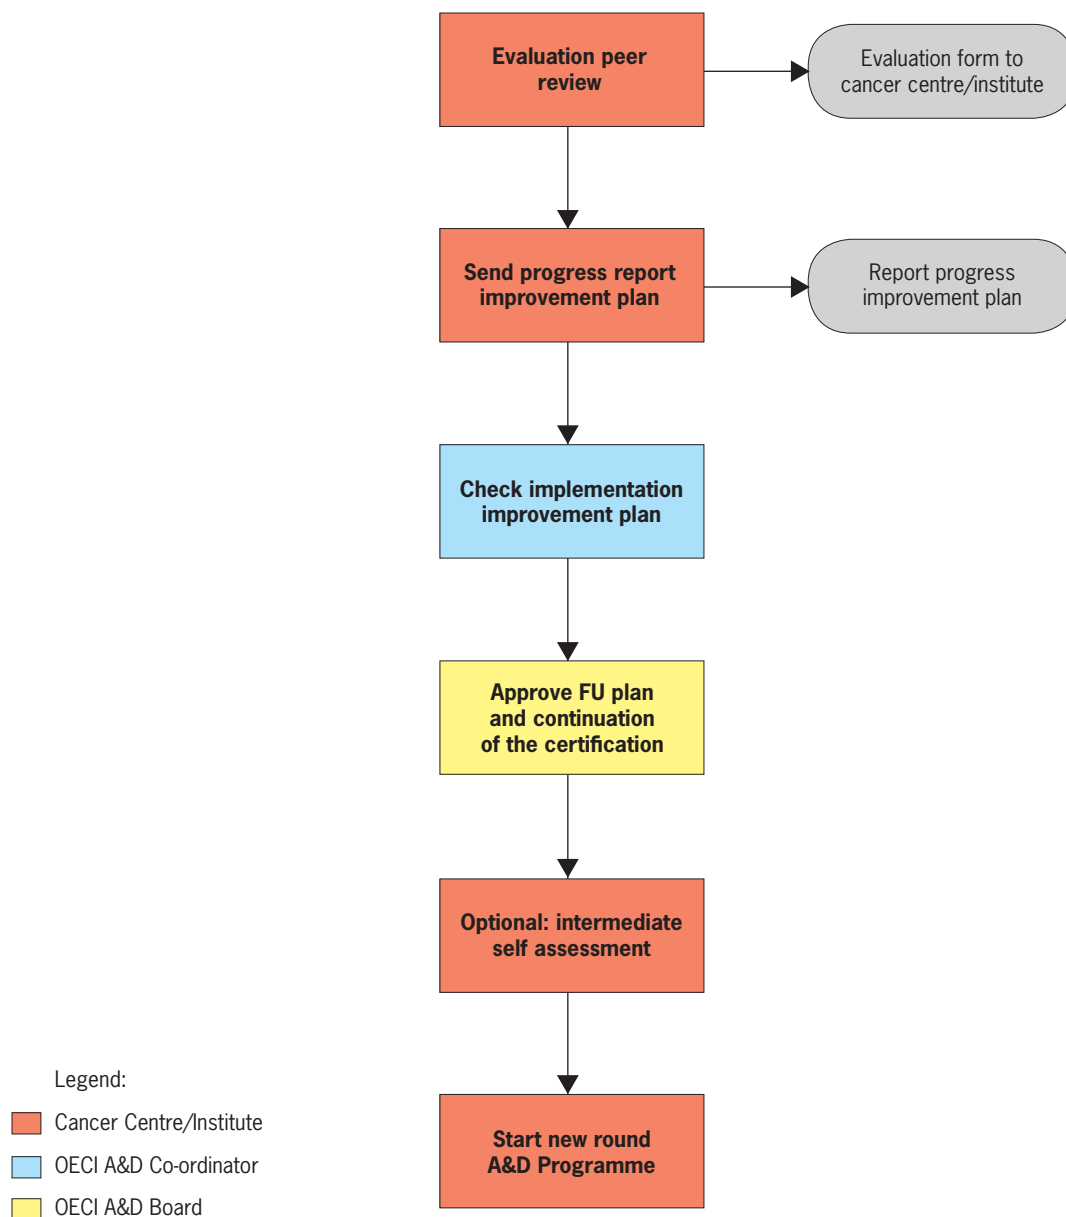 Evaluation peer
review
Evaluation form to
cancer centre/institute
Send progress report
improvement plan
Report progress
improvement plan
Check implementation
improvement plan
Approve FU plan
and continuation
of the certification
Optional: intermediate
self assessment
Start new round
A&D Programme
Legend:
Cancer Centre/Institute
OECI A&D Co-ordinator
OECI A&D Board